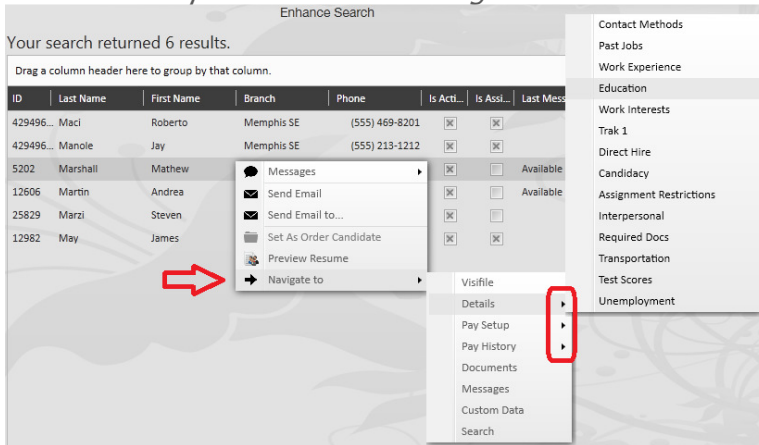 Enhance Search
Your search returned 6 results.
Drag a column header here to group by that column.
ID Last Name First Name Branch Phone Is Acti... Is Assi... Last Mess
429496... Maci Roberto Memphis SE (555) 469-8201
429496... Manole Jay Memphis SE (555) 213-1212
5202 Marshall Mathew Available
12606 Martin Andrea Available
25829 Marzi Steven
12982 May James
Messages
Send Email
Send Email to...
Set As Order Candidate
Preview Resume
Navigate to
Visifile
Details
Pay Setup
Pay History
Documents
Messages
Custom Data
Search
Contact Methods
Past Jobs
Work Experience
Education
Work Interests
Trak 1
Direct Hire
Candidacy
Assignment Restrictions
Interpersonal
Required Docs
Transportation
Test Scores
Unemployment